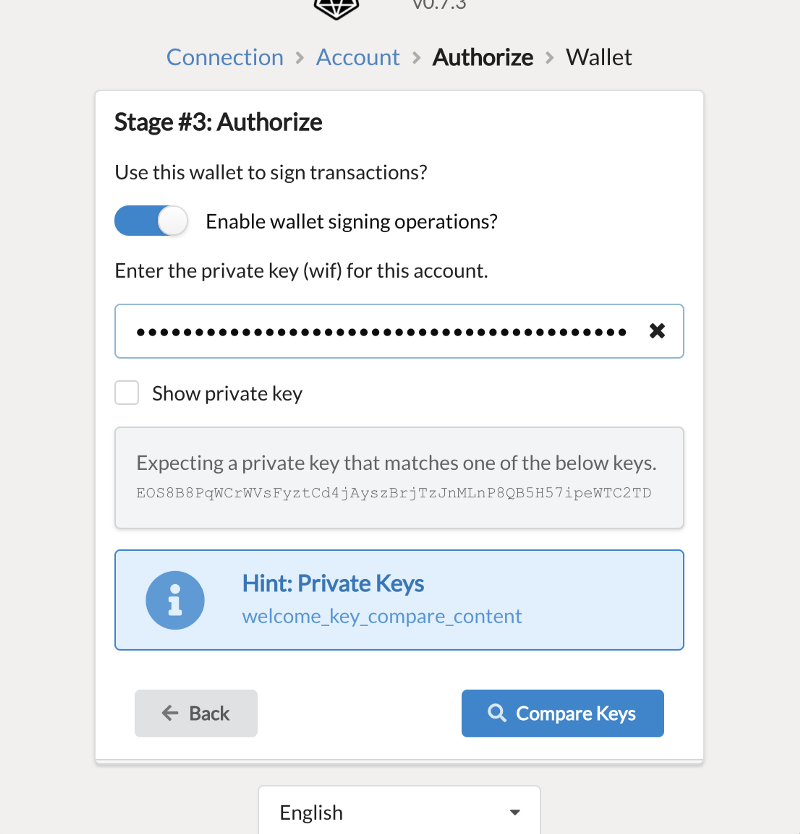 v0.7.3
Connection > Account > Authorize > Wallet
Stage #3: Authorize
Use this wallet to sign transactions?
Enable wallet signing operations?
Enter the private key (wif) for this account.
Show private key
Expecting a private key that matches one of the below keys.
EOS8B8PqWCrWVsFyztCd4jAyszBrjTzJnMLnP8QB5H57ipeWTC2TD
Hint: Private Keys
welcome_key_compare_content
Back
Compare Keys
English